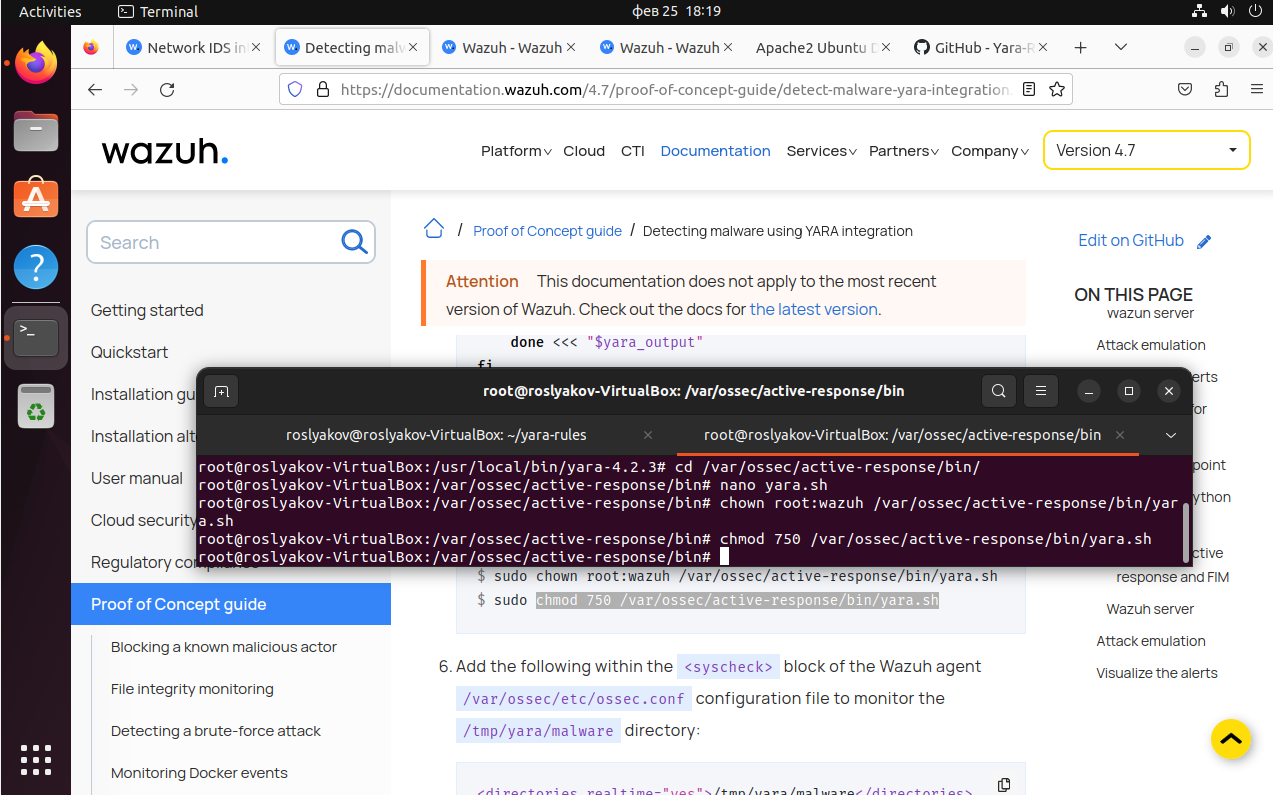 Activities
Terminal
фев 25 18:19
Network IDS in
Detecting malw
Wazuh - Wazuh
Wazuh - Wazuh
Apache2 Ubuntu D
GitHub - Yara-R
https://documentation.wazuh.com/4.7/proof-of-concept-guide/detect-malware-yara-integration.
wazuh.
Platform
Cloud
CTI
Documentation
Services
Partners
Company
Version 4.7
Search
/ Proof of Concept guide / Detecting malware using YARA integration
Edit on GitHub
Attention This documentation does not apply to the most recent
version of Wazuh. Check out the docs for the latest version.
ON THIS PAGE
wazun server
Attack emulation
erts
for
point
ython
ctive
response and FIM
Wazuh server
Attack emulation
Visualize the alerts
Getting started
Quickstart
Installation gu
Installation alt
User manual
Cloud security
Regulatory compliance
Proof of Concept guide
Blocking a known malicious actor
File integrity monitoring
Detecting a brute-force attack
Monitoring Docker events
done <<< "$yara_output"
fi
root@roslyakov-VirtualBox: /var/ossec/active-response/bin
roslyakov@roslyakov-VirtualBox: ~/yara-rules
root@roslyakov-VirtualBox: /var/ossec/active-response/bin
root@roslyakov-VirtualBox:/usr/local/bin/yara-4.2.3# cd /var/ossec/active-response/bin/
root@roslyakov-VirtualBox:/var/ossec/active-response/bin# nano yara.sh
root@roslyakov-VirtualBox:/var/ossec/active-response/bin# chown root:wazuh /var/ossec/active-response/bin/yar
a.sh
root@roslyakov-VirtualBox:/var/ossec/active-response/bin# chmod 750 /var/ossec/active-response/bin/yara.sh
root@roslyakov-VirtualBox:/var/ossec/active-response/bin#
$ sudo chown root:wazuh /var/ossec/active-response/bin/yara.sh
$ sudo chmod 750 /var/ossec/active-response/bin/yara.sh
6. Add the following within the <syscheck> block of the Wazuh agent
/var/ossec/etc/ossec.conf configuration file to monitor the
/tmp/yara/malware directory:
<directories realtime="yes">/tmp/yara/malware</directories>